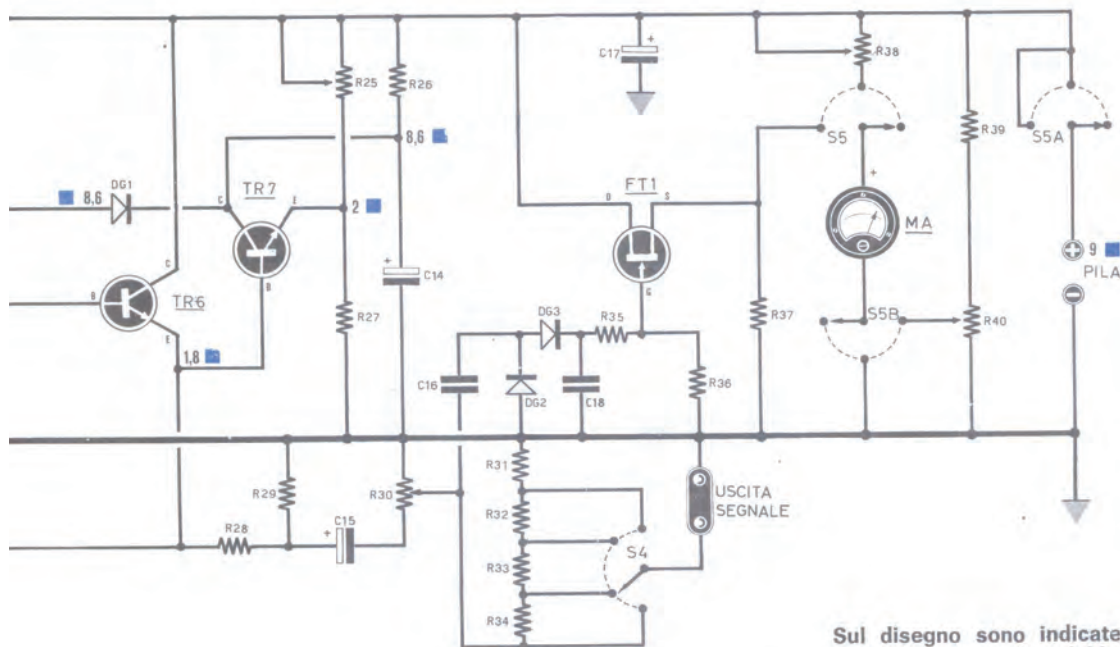 C17
+
R38
R25
R26
S5
R39
S5A
8,6
8,6
DG1
TR7
C
E
2
FT1
D
S
+
MA
+
9
PILA
−
C
B
TR6
E
B
+
C14
R27
1,8
G
DG3
R35
R37
S5B
R40
C16
DG2
C18
R36
R29
R30
R31
R28
+
C15
R32
USCITA
SEGNALE
S4
R33
R34
Sul disegno sono indicate